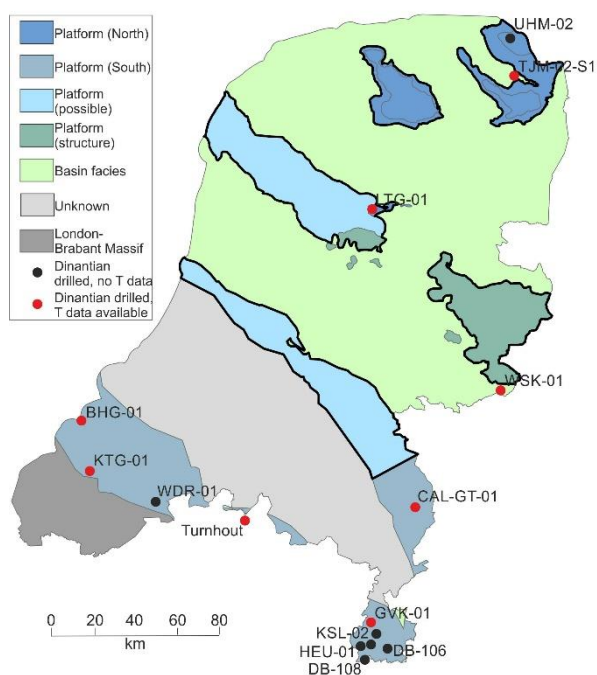 Platform (North)
Platform (South)
Platform
(possible)
Platform
(structure)
Basin facies
Unknown
London-
Brabant Massif
Dinantian
drilled, no T data
Dinantian drilled,
T data available
UHM-02
TJM-02-S1
LTG-01
WSK-01
BHG-01
KTG-01
WDR-01
CAL-GT-01
Turnhout
GVK-01
KSL-02
HEU-01
DB-106
DB-108
0 20 40 60 80
km